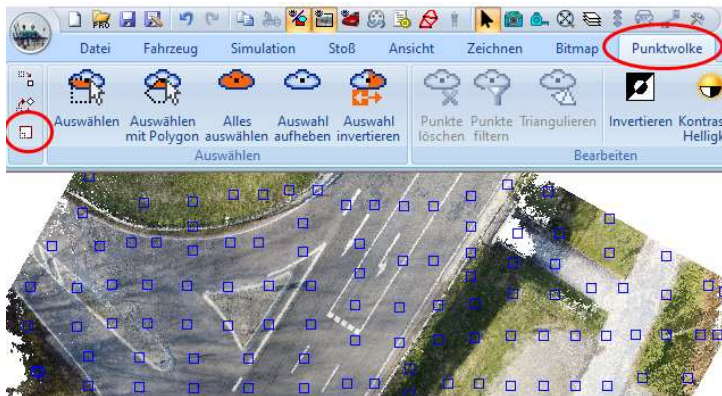 PRO
Datei Fahrzeug Simulation Stoß Ansicht Zeichnen Bitmap Punktwolke
Auswählen Auswählen Alles Auswahl Auswahl Punkte Punkte Triangulieren Invertieren Kontras
mit Polygon auswählen aufheben invertieren löschen filtern Helligk
Auswählen Bearbeiten